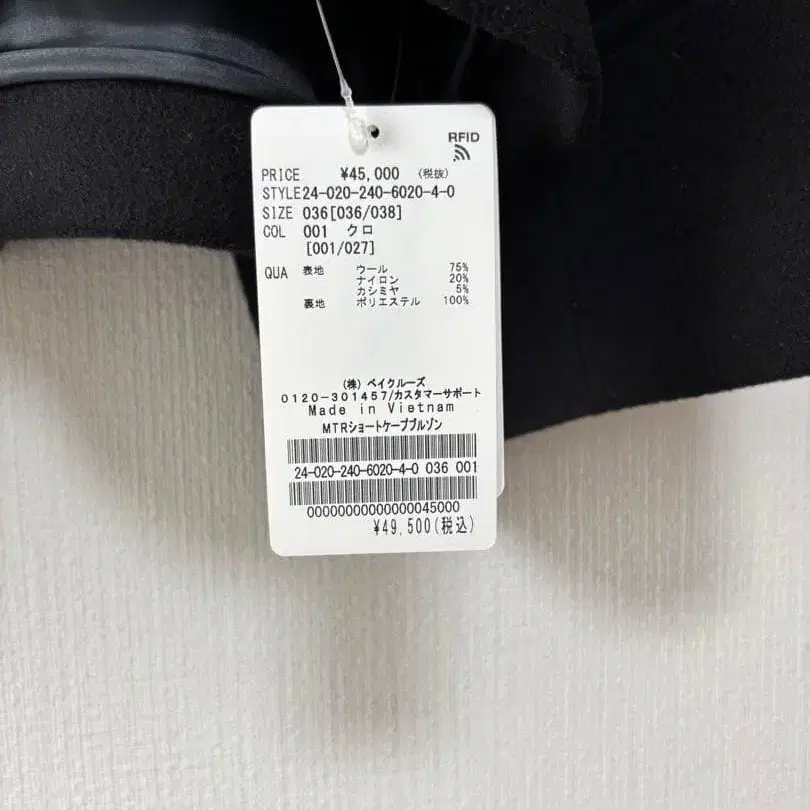 RFID
PRICE ¥45,000 (税抜)
STYLE24-020-240-6020-4-0
SIZE 036[036/038]
COL 001 クロ
[001/027]
QUA 表地 ウール 75%
ナイロン 20%
カシミヤ 5%
裏地 ポリエステル 100%
(株) ベイクルーズ
0120-301457/カスタマーサポート
Made in Vietnam
MTRショートケープブルゾン
24-020-240-6020-4-0 036 001
00000000000000045000
¥49,500(税込)